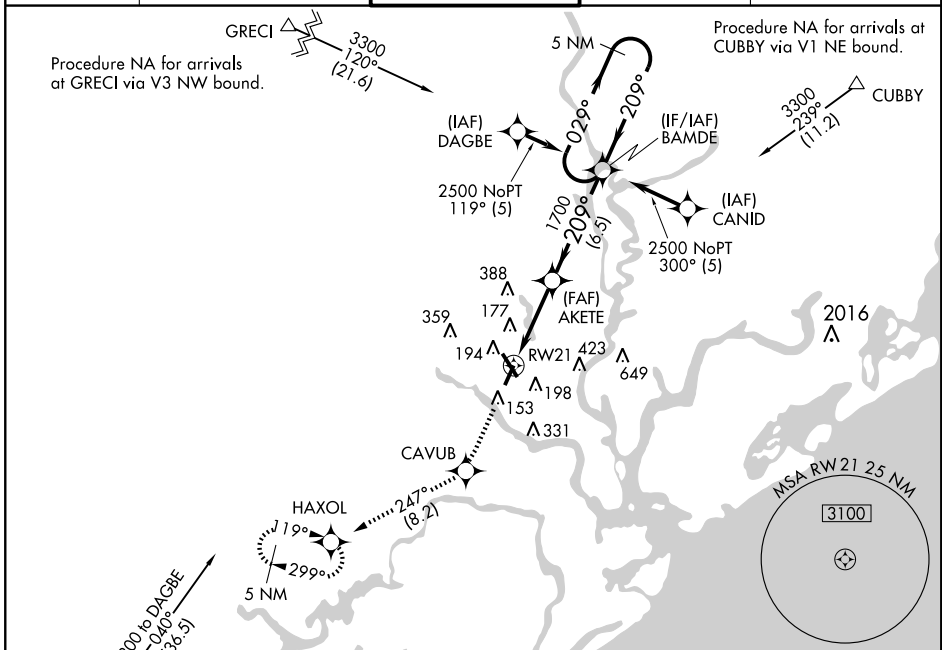 GRECI
3300
120°
(21.6)
Procedure NA for arrivals
at GRECI via V3 NW bound.
5 NM
Procedure NA for arrivals at
CUBBY via V1 NE bound.
CUBBY
3300
239°
(11.2)
029°
209°
(IAF)
DAGBE
2500 NoPT
119° (5)
(IF/IAF)
BAMDE
(IAF)
CANID
2500 NoPT
300° (5)
1700
209°
(6.5)
(FAF)
AKETE
388
359
177
194
RW21
423
649
198
153
331
2016
CAVUB
247°
(8.2)
HAXOL
119°
299°
5 NM
00 to DAGBE
040°
36.5)
MSA RW21 25 NM
3100